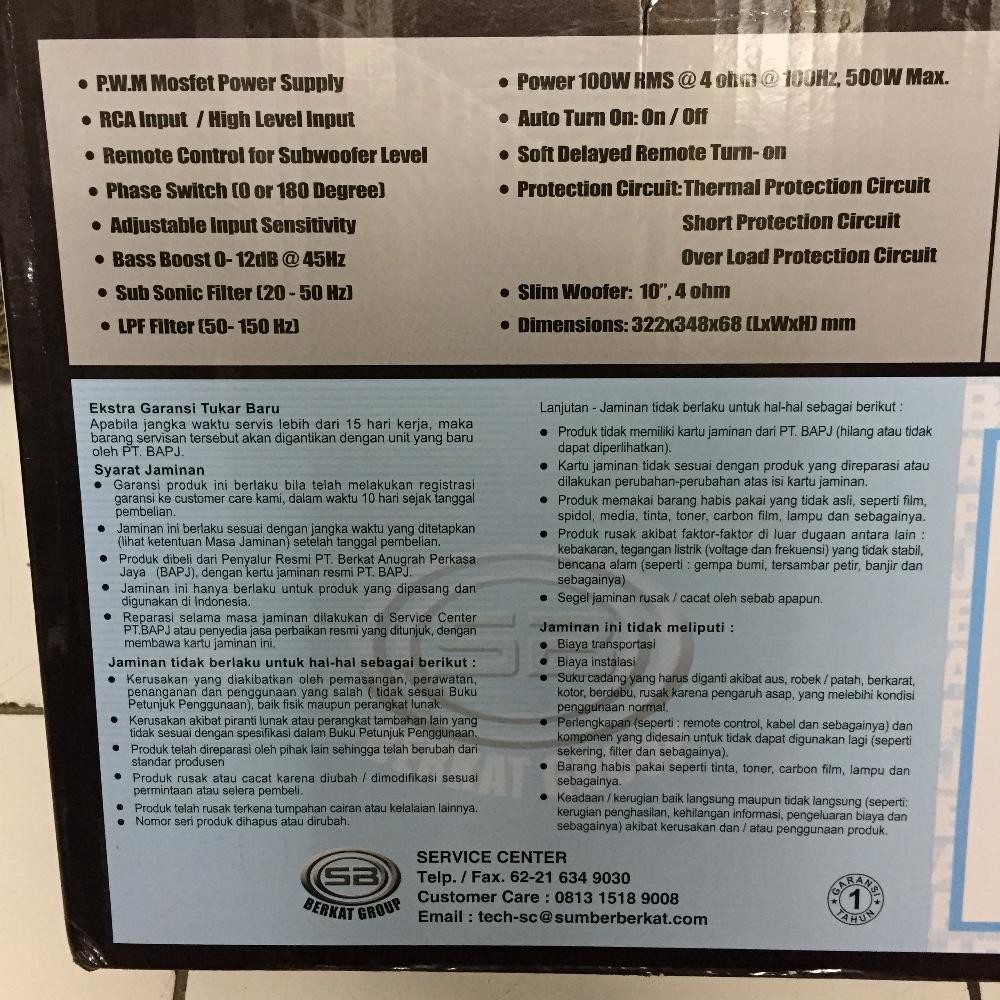 • P.W.M Mosfet Power Supply
• RCA Input / High Level Input
• Remote Control for Subwoofer Level
• Phase Switch (0 or 180 Degree)
• Adjustable Input Sensitivity
• Bass Boost 0- 12dB @ 45Hz
• Sub Sonic Filter (20 - 50 Hz)
• LPF Filter (50- 150 Hz)
• Power 100W RMS @ 4 ohm @ 100Hz, 500W Max.
• Auto Turn On: On / Off
• Soft Delayed Remote Turn- on
• Protection Circuit: Thermal Protection Circuit
Short Protection Circuit
Over Load Protection Circuit
• Slim Woofer: 10”, 4 ohm
• Dimensions: 322x348x68 (LxWxH) mm
Ekstra Garansi Tukar Baru
Apabila jangka waktu servis lebih dari 15 hari kerja, maka
barang servisan tersebut akan digantikan dengan unit yang baru
oleh PT. BAPJ.
Syarat Jaminan
• Garansi produk ini berlaku bila telah melakukan registrasi
garansi ke customer care kami, dalam waktu 10 hari sejak tanggal
pembelian.
• Jaminan ini berlaku sesuai dengan jangka waktu yang ditetapkan
(lihat ketentuan Masa Jaminan) setelah tanggal pembelian.
• Produk dibeli dari Penyalur Resmi PT. Berkat Anugrah Perkasa
Jaya (BAPJ), dengan kertu jaminan resmi PT. BAPJ.
• Jaminan ini hanya berlaku untuk produk yang dipasang dan
digunakan di Indonesia.
• Reparasi selama masa jaminan dilakukan di Service Center
PT.BAPJ atau penyedia jasa perbaikan resmi yang ditunjuk, dengan
membawa kartu jaminan ini.
Jaminan tidak berlaku untuk hal-hal sebagai berikut :
• Kerusakan yang diakibatkan oleh pemasangan, perawatan,
penanganan dan penggunaan yang salah ( tidak sesuai Buku
Petunjuk Penggunaan), baik fisik maupun perangkat lunak.
• Kerusakan akibat piranti lunak atau perangkat tambahan lain yang
tidak sesuai dengan spesifikasi dalam Buku Petunjuk Penggunaan.
• Produk telah direparasi oleh pihak lain sehingga telah berubah dari
standar produsen
• Produk rusak atau cacat karena diubah / dimodifikasi sesuai
permintaan atau selera pembeli.
• Produk telah rusak terkena tumpahan cairan atau kelalaian lainnya.
• Nomor seri produk dihapus atau dirubah.
Lanjutan - Jaminan tidak berlaku untuk hal-hal sebagai berikut :
• Produk tidak memiliki kartu jaminan dari PT. BAPJ (hilang atau tidak
dapat diperlihatkan).
• Kartu jaminan tidak sesuai dengan produk yang direparasi atau
dilakukan perubahan-perubahan atas isi kartu jaminan.
• Produk memakai barang habis pakai yang tidak asli, seperti film,
spidol, media, tinta, toner, carbon film, lampu dan sebagainya.
• Produk rusak akibat faktor-faktor di luar dugaan antara lain :
kebakaran, tegangan listrik (voltage dan frekuensi) yang tidak stabil,
bencana alam (seperti : gempa bumi, tersambar petir, banjir dan
sebagainya)
• Segel jaminan rusak / cacat oleh sebab apapun.
Jaminan ini tidak meliputi :
• Biaya transportasi
• Biaya instalasi
• Suku cadang yang harus diganti akibat aus, robek / patah, berkarat,
kotor, berdebu, rusak karena pengaruh asap, yang melebihi kondisi
penggunaan normal.
• Perlengkapan (seperti : remote control, kabel dan sebagainya) dan
komponen yang didesain untuk tidak dapat digunakan lagi (seperti
sekering, filter dan sebagainya).
• Barang habis pakai seperti tinta, toner, carbon film, lampu dan
sebagainya.
• Keadaan / kerugian baik langsung maupun tidak langsung (seperti:
kerugian penghasilan, kehilangan informasi, pengeluaran biaya dan
sebagainya) akibat kerusakan dan / atau penggunaan produk.
SB
BERKAT GROUP
SERVICE CENTER
Telp. / Fax. 62-21 634 9030
Customer Care : 0813 1518 9008
Email : tech-sc@sumberberkat.com
GARANSI
1
TAHUN